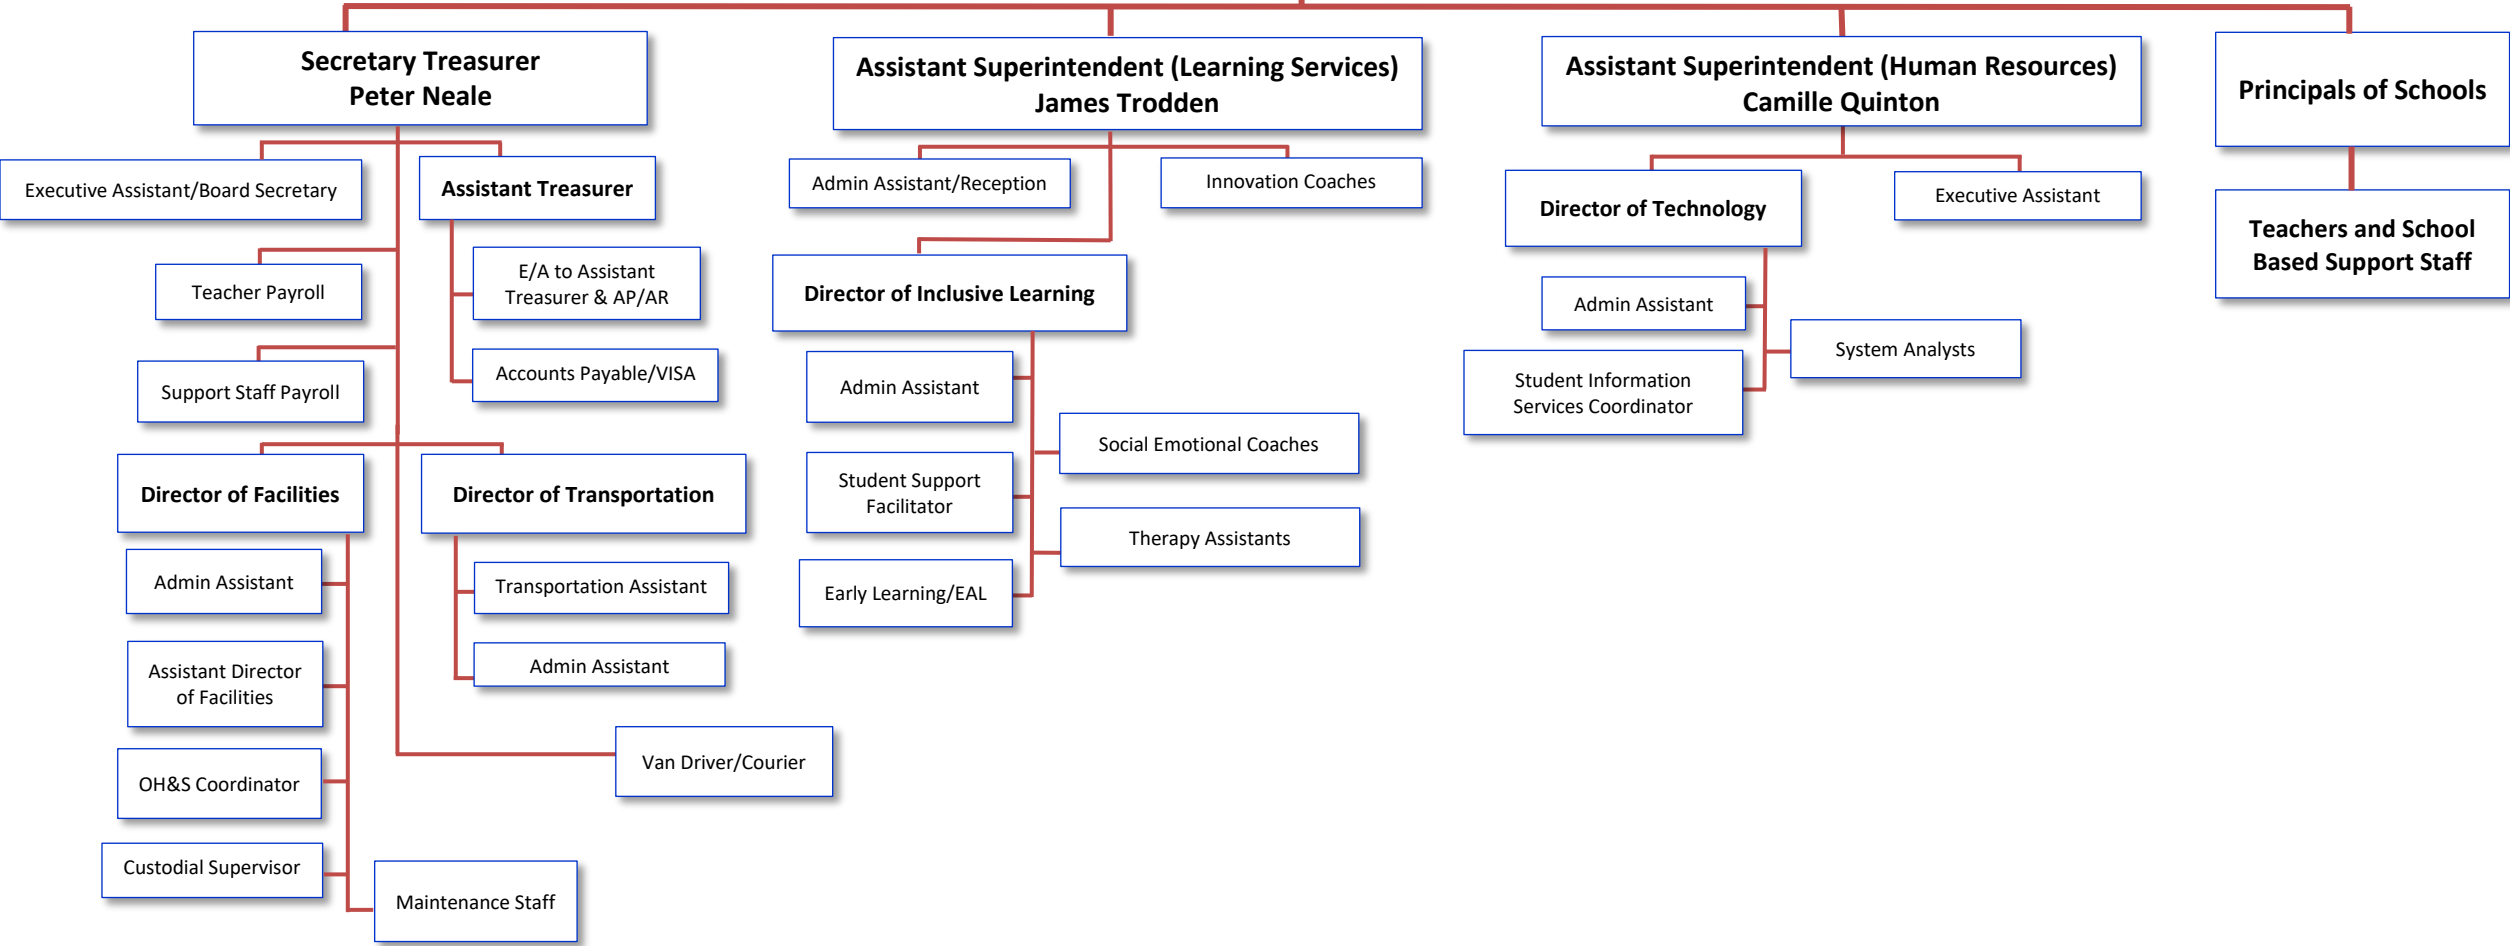 Secretary Treasurer
Peter Neale
Assistant Superintendent (Learning Services)
James Trodden
Assistant Superintendent (Human Resources)
Camille Quinton
Principals of Schools
Executive Assistant/Board Secretary
Assistant Treasurer
Teacher Payroll
E/A to Assistant
Treasurer & AP/AR
Support Staff Payroll
Accounts Payable/VISA
Director of Facilities
Director of Transportation
Admin Assistant
Transportation Assistant
Assistant Director
of Facilities
Admin Assistant
OH&S Coordinator
Van Driver/Courier
Custodial Supervisor
Maintenance Staff
Admin Assistant/Reception
Innovation Coaches
Director of Inclusive Learning
Admin Assistant
Social Emotional Coaches
Student Support
Facilitator
Therapy Assistants
Early Learning/EAL
Director of Technology
Executive Assistant
Admin Assistant
System Analysts
Student Information
Services Coordinator
Teachers and School
Based Support Staff